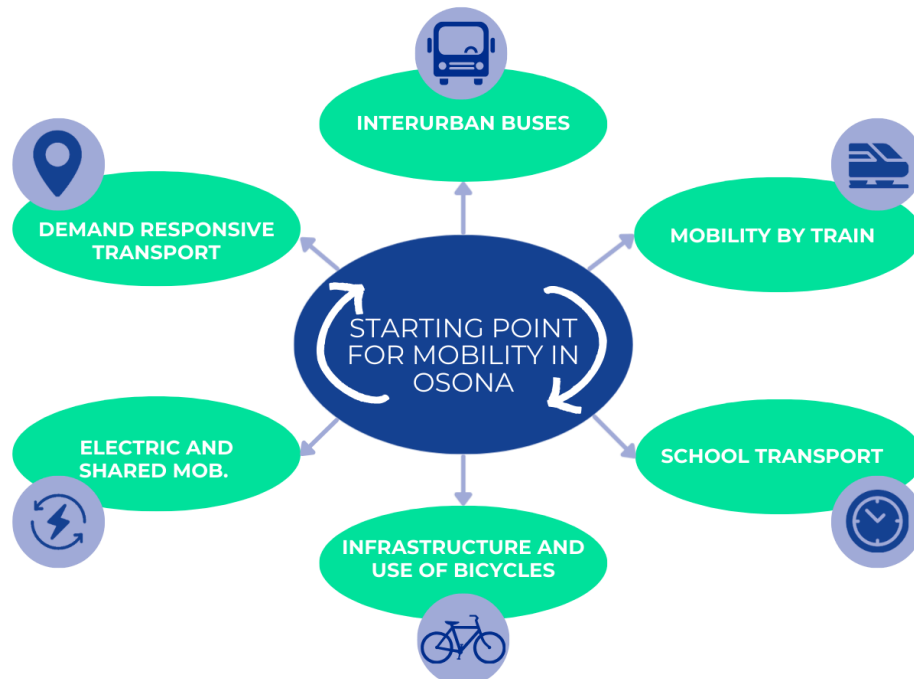 INTERURBAN BUSES
DEMAND RESPONSIVE
TRANSPORT
MOBILITY BY TRAIN
STARTING POINT
FOR MOBILITY IN
OSONA
ELECTRIC AND
SHARED MOB.
SCHOOL TRANSPORT
INFRASTRUCTURE AND
USE OF BICYCLES